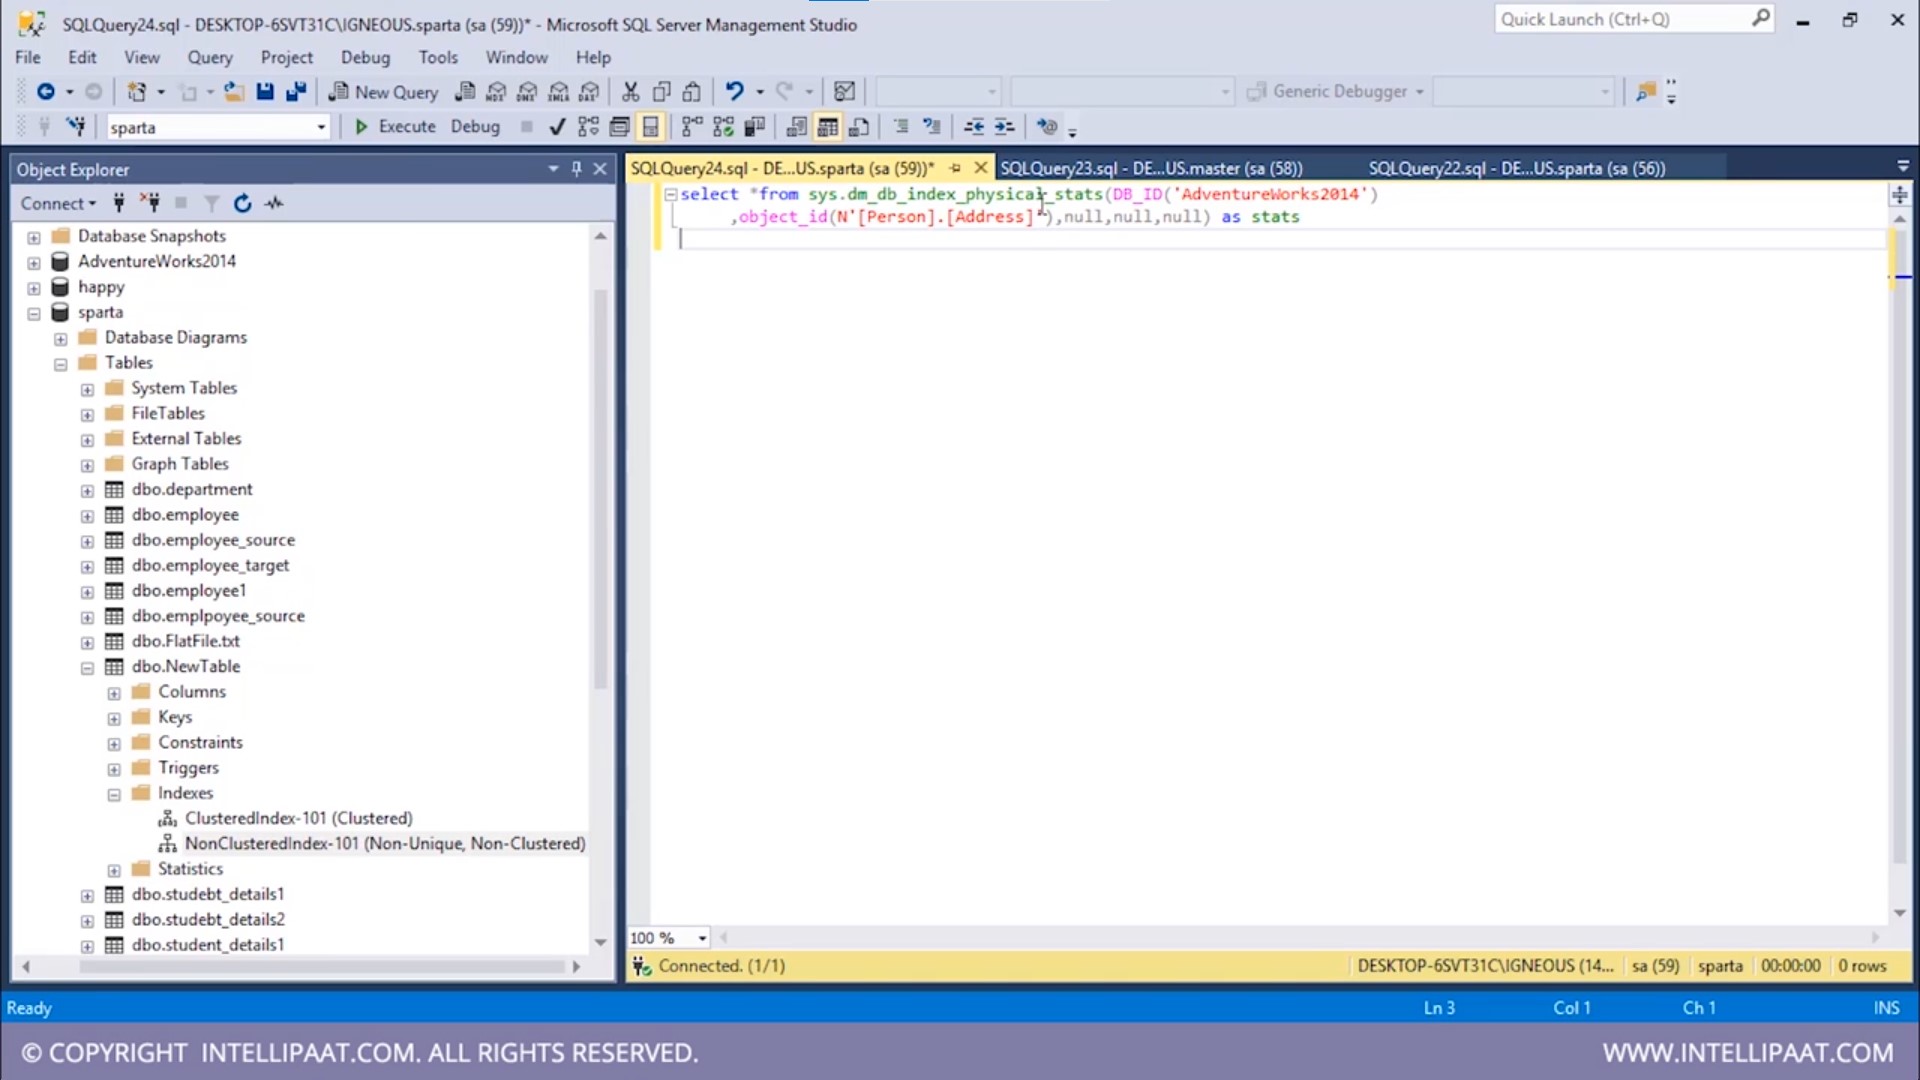 SQLQuery24.sql - DESKTOP-6SVT31C\IGNEOUS.sparta (sa (59))* - Microsoft SQL Server Management Studio
Quick Launch (Ctrl+Q)
File Edit View Query Project Debug Tools Window Help
New Query
MDX DMX XMLA DAX
Generic Debugger
sparta
Execute Debug
Object Explorer
Connect
Database Snapshots
AdventureWorks2014
happy
sparta
Database Diagrams
Tables
System Tables
FileTables
External Tables
Graph Tables
dbo.department
dbo.employee
dbo.employee_source
dbo.employee_target
dbo.employee1
dbo.emplpoyee_source
dbo.FlatFile.txt
dbo.NewTable
Columns
Keys
Constraints
Triggers
Indexes
ClusteredIndex-101 (Clustered)
NonClusteredIndex-101 (Non-Unique, Non-Clustered)
Statistics
dbo.studebt_details1
dbo.studebt_details2
dbo.student_details1
SQLQuery24.sql - DE...US.sparta (sa (59))* SQLQuery23.sql - DE...US.master (sa (58)) SQLQuery22.sql - DE...US.sparta (sa (56))
select *from sys.dm_db_index_physical_stats(DB_ID('AdventureWorks2014')
,object_id(N'[Person].[Address]'),null,null,null) as stats
100 %
Connected. (1/1) DESKTOP-6SVT31C\IGNEOUS (14... sa (59) sparta 00:00:00 0 rows
Ready Ln 3 Col 1 Ch 1 INS
© COPYRIGHT INTELLIPAAT.COM. ALL RIGHTS RESERVED. WWW.INTELLIPAAT.COM